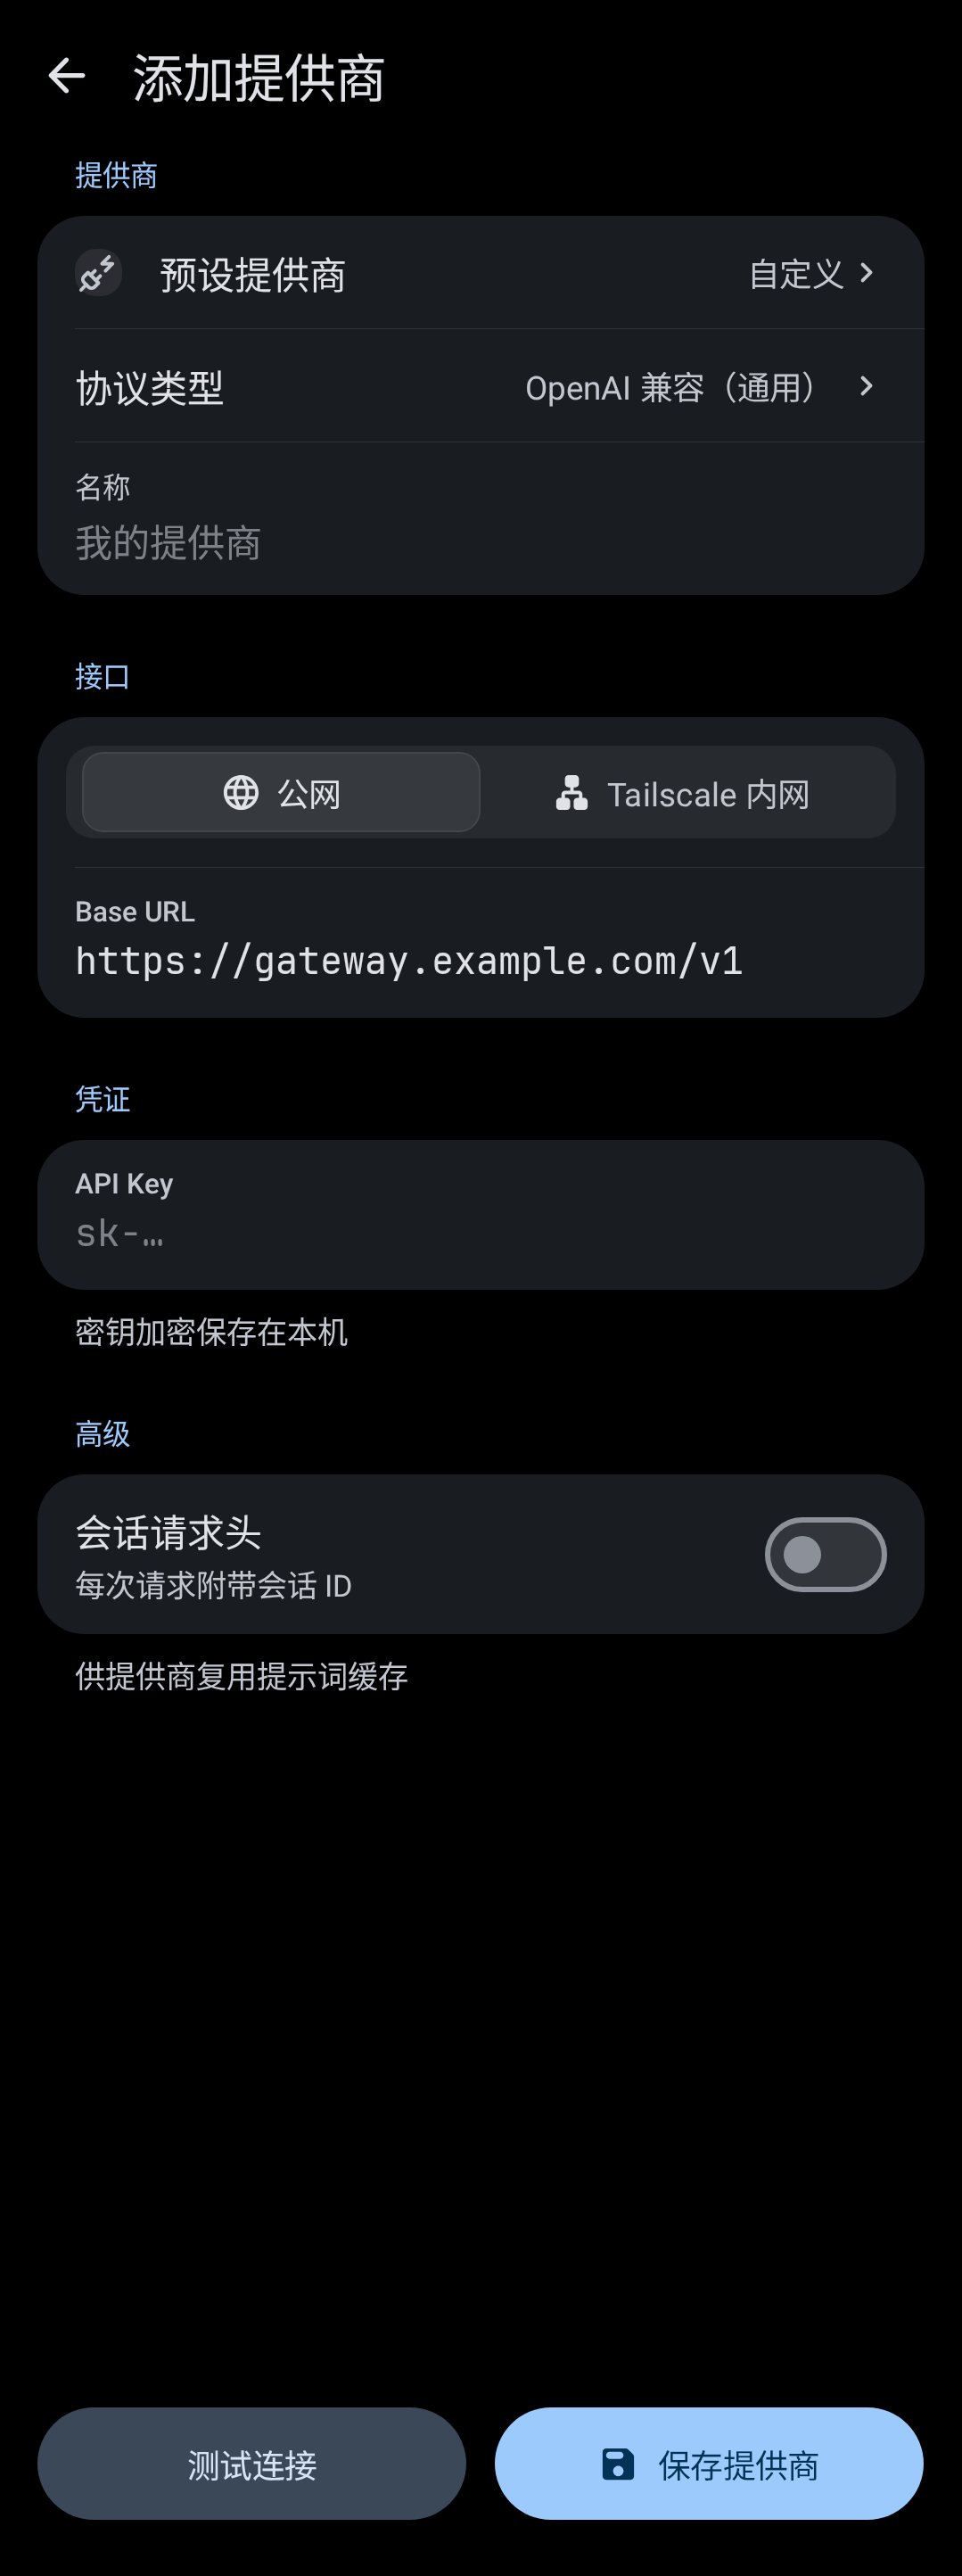 添加提供商
提供商
预设提供商 自定义
协议类型 OpenAI 兼容（通用）
名称
我的提供商
接口
公网 Tailscale 内网
Base URL
https://gateway.example.com/v1
凭证
API Key
sk-…
密钥加密保存在本机
高级
会话请求头
每次请求附带会话 ID
供提供商复用提示词缓存
测试连接 保存提供商